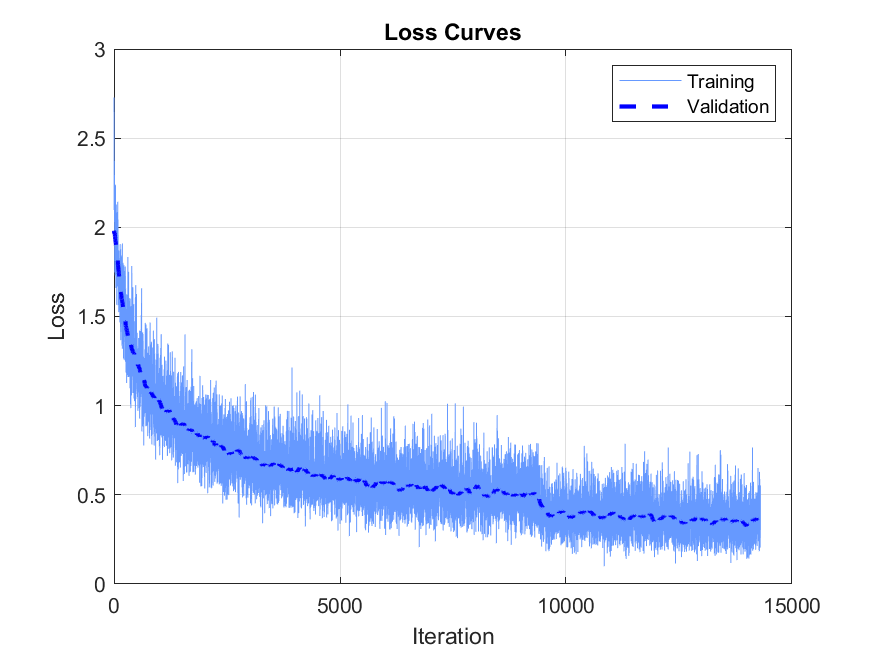 Loss Curves
3
2.5
2
1.5
1
0.5
0
Loss
Training
Validation
0
5000
10000
15000
Iteration